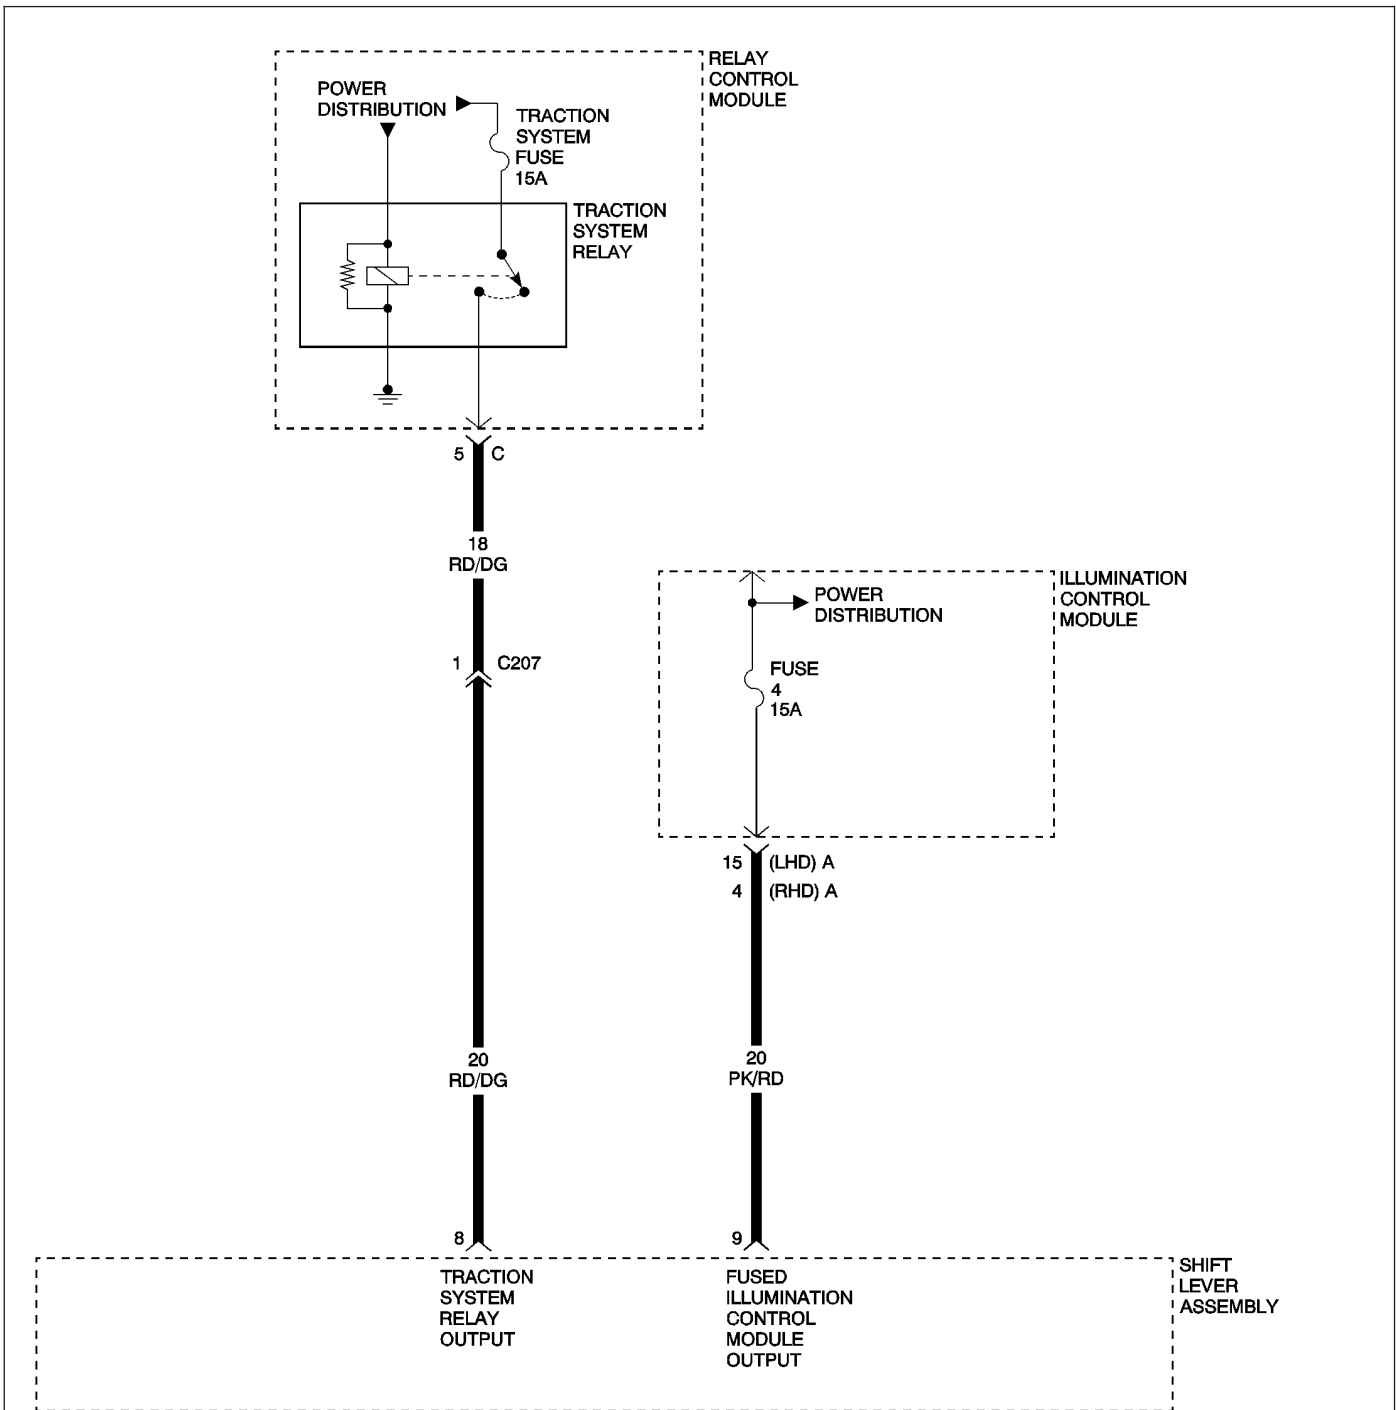 RELAY
CONTROL
MODULE
POWER
DISTRIBUTION
TRACTION
SYSTEM
FUSE
15A
TRACTION
SYSTEM
RELAY
5 C
18
RD/DG
1 C207
ILLUMINATION
CONTROL
MODULE
POWER
DISTRIBUTION
FUSE
4
15A
15 (LHD) A
4 (RHD) A
20
RD/DG
20
PK/RD
8
9
SHIFT
LEVER
ASSEMBLY
TRACTION
SYSTEM
RELAY
OUTPUT
FUSED
ILLUMINATION
CONTROL
MODULE
OUTPUT